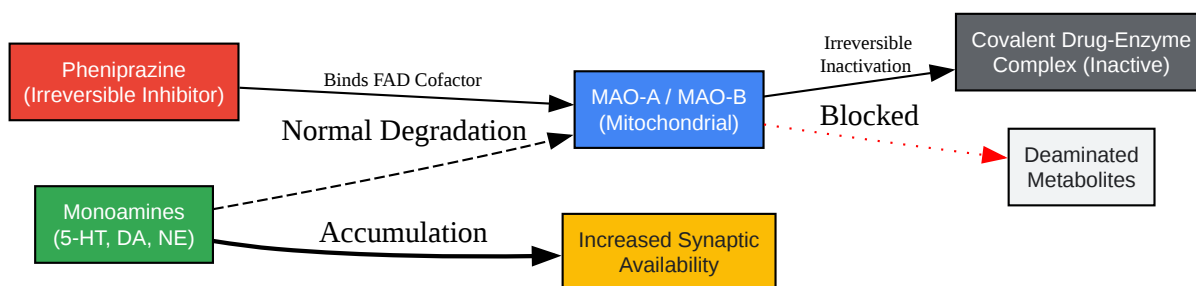 Pheniprazine
(Irreversible Inhibitor)
Binds FAD Cofactor
Normal Degradation
Monoamines
(5-HT, DA, NE)
Accumulation
MAO-A / MAO-B
(Mitochondrial)
Increased Synaptic
Availability
Irreversible
Inactivation
Blocked
Covalent Drug-Enzyme
Complex (Inactive)
Deaminated
Metabolites